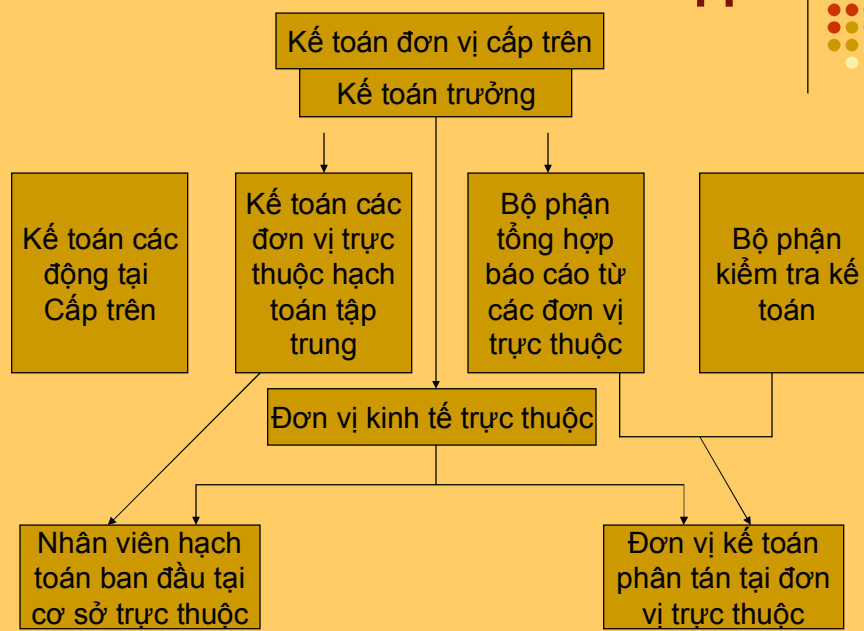 Kế toán đơn vị cấp trên
Kế toán trưởng
Kế toán các
động tại
Cấp trên
Kế toán các
đơn vị trực
thuộc hạch
toán tập
trung
Bộ phận
tổng hợp
báo cáo từ
các đơn vị
trực thuộc
Bộ phận
kiểm tra kế
toán
Đơn vị kinh tế trực thuộc
Nhân viên hạch
toán ban đầu tại
cơ sở trực thuộc
Đơn vị kế toán
phân tán tại đơn
vị trực thuộc